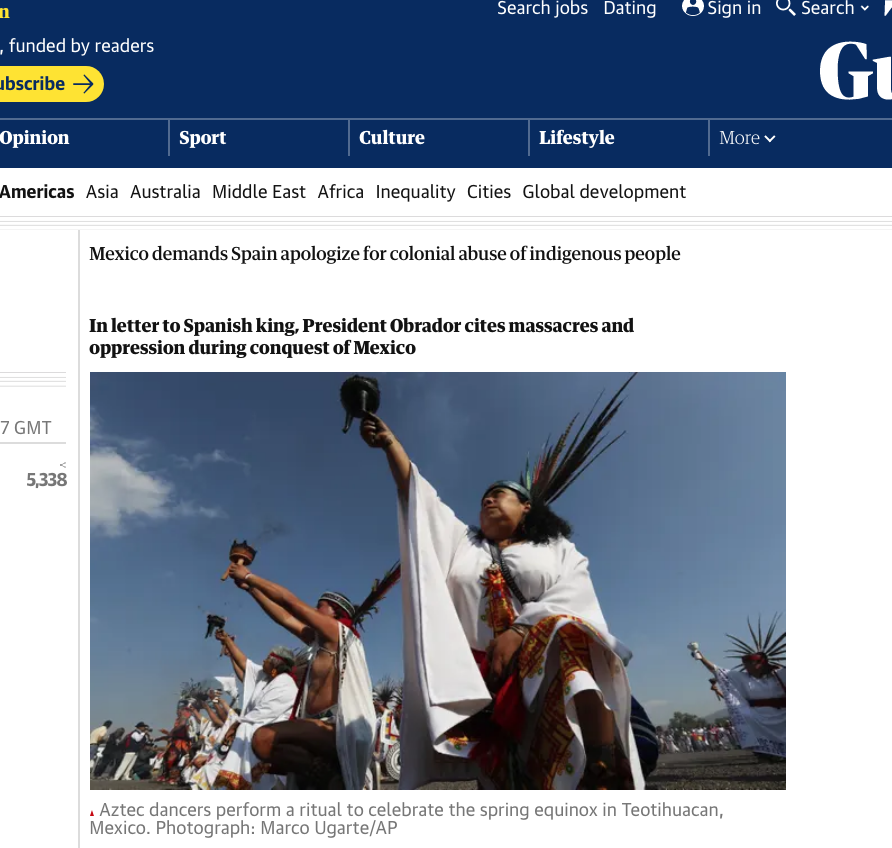 n
Search jobs Dating Sign in Search
, funded by readers
ubscribe
Gu
Opinion Sport Culture Lifestyle More
Americas Asia Australia Middle East Africa Inequality Cities Global development
Mexico demands Spain apologize for colonial abuse of indigenous people
In letter to Spanish king, President Obrador cites massacres and
oppression during conquest of Mexico
7 GMT
<
5,338
Aztec dancers perform a ritual to celebrate the spring equinox in Teotihuacan,
Mexico. Photograph: Marco Ugarte/AP